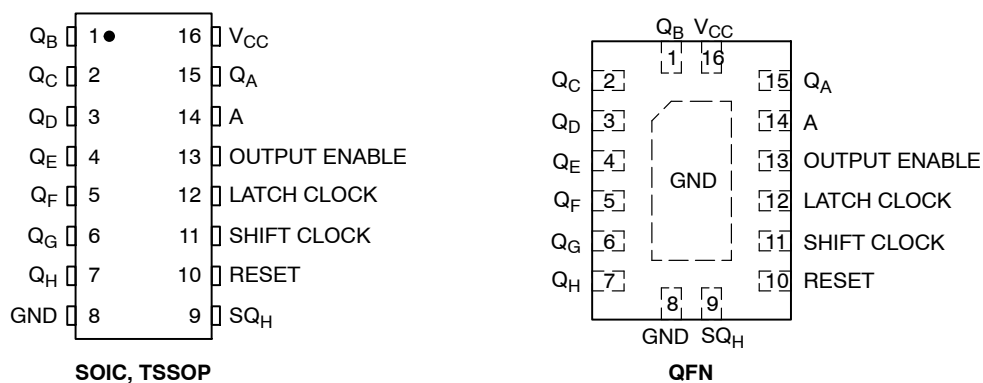 QB 1 16 VCC
QC 2 15 QA
QD 3 14 A
QE 4 13 OUTPUT ENABLE
QF 5 12 LATCH CLOCK
QG 6 11 SHIFT CLOCK
QH 7 10 RESET
GND 8 9 SQH
SOIC, TSSOP
QB VCC
1 16
QC 2 15 QA
QD 3 14 A
QE 4 13 OUTPUT ENABLE
GND
QF 5 12 LATCH CLOCK
QG 6 11 SHIFT CLOCK
QH 7 10 RESET
8 9
GND SQH
QFN